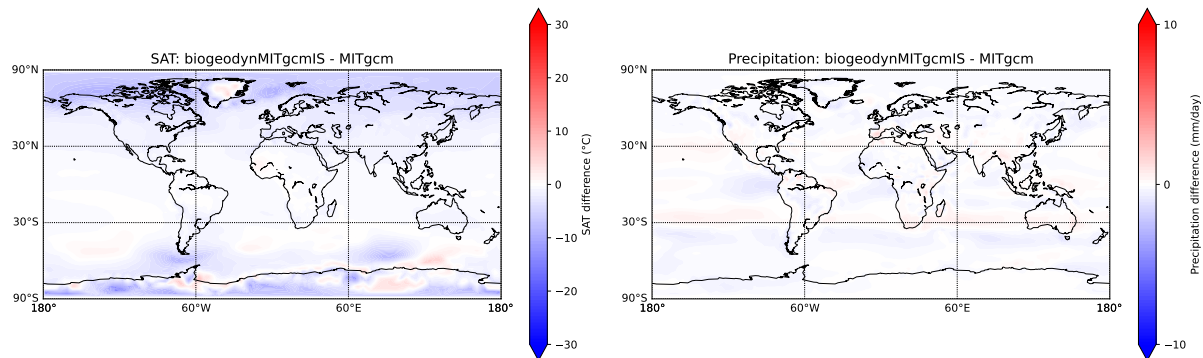 SAT: biogeodynMITgcmIS - MITgcm
90°N
30°N
30°S
90°S
180°
60°W
60°E
180°
30
20
10
0
−10
−20
−30
SAT difference (°C)
Precipitation: biogeodynMITgcmIS - MITgcm
90°N
30°N
30°S
90°S
180°
60°W
60°E
180°
10
0
−10
Precipitation difference (mm/day)